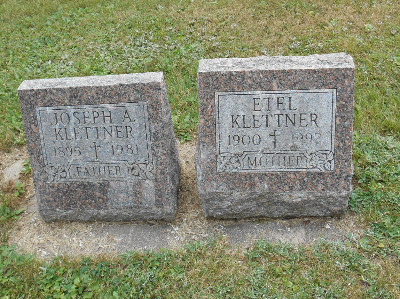 JOSEPH A.
KLETTNER
1895 † 1981
FATHER
ETEL
KLETTNER
1900 † 1992
MOTHER